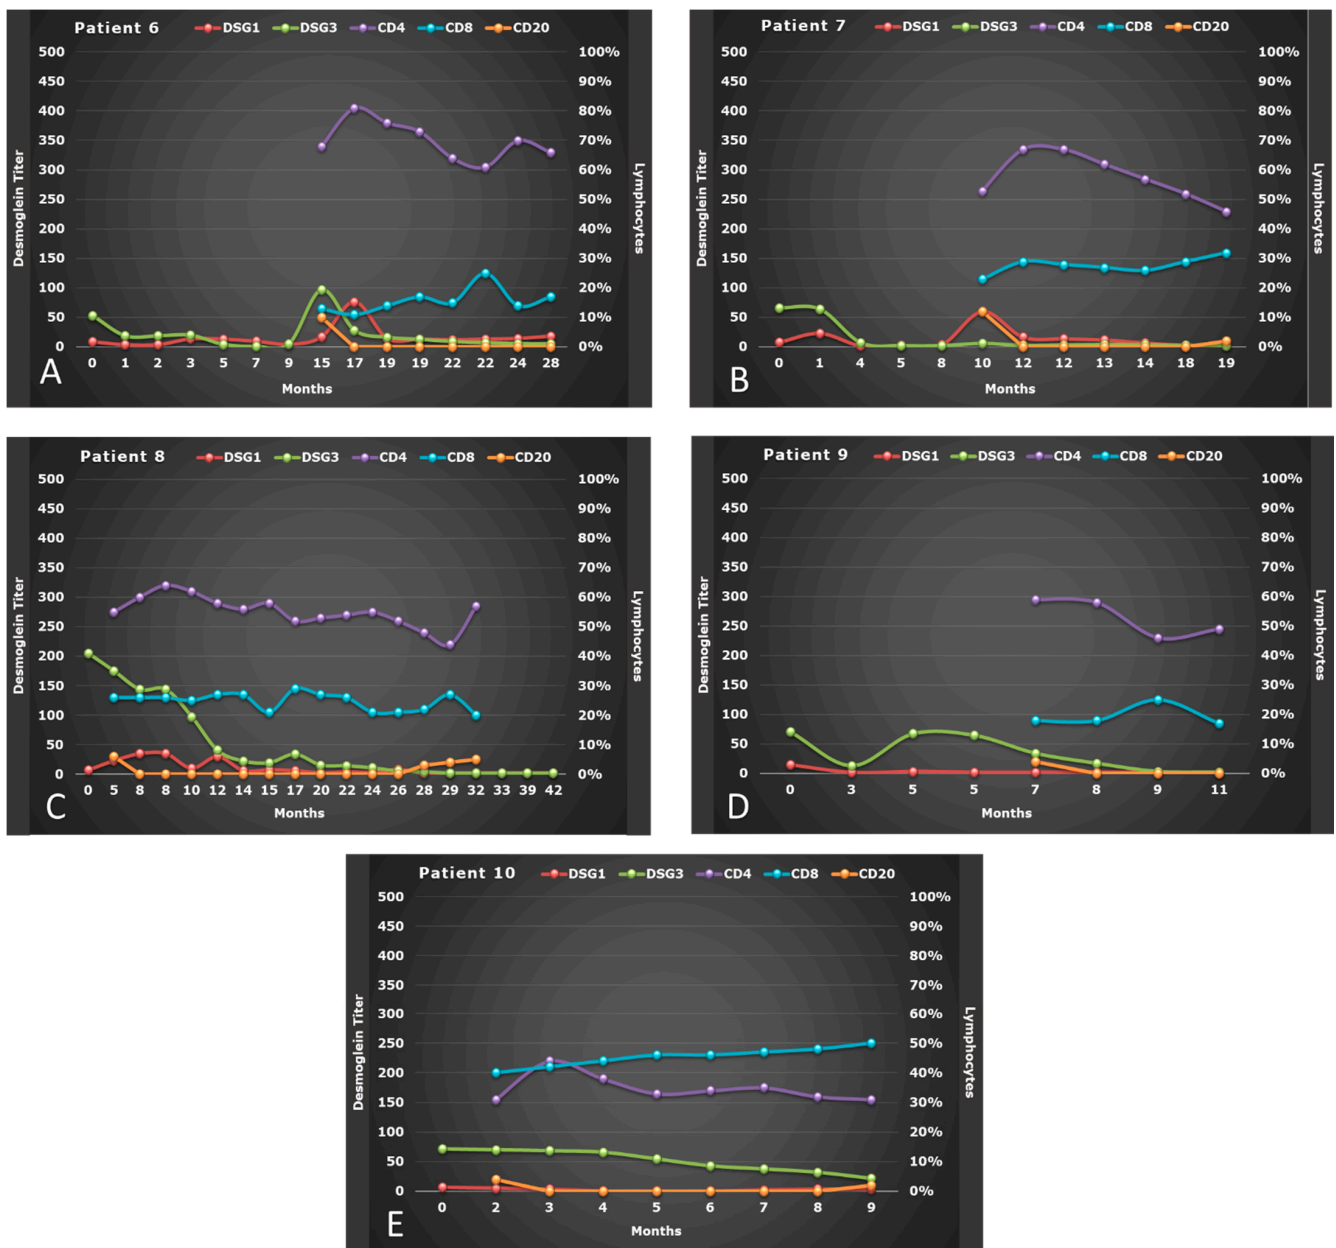 Patient 6 DSG1 DSG3 CD4 CD8 CD20
500 100%
450 90%
400 80%
350 70%
300 60%
250 50%
200 40%
150 30%
100 20%
50 10%
0 0%
Desmoglein Titer
Lymphocytes
0 1 2 3 5 7 9 15 17 19 19 22 22 24 28
Months
A
Patient 7 DSG1 DSG3 CD4 CD8 CD20
500 100%
450 90%
400 80%
350 70%
300 60%
250 50%
200 40%
150 30%
100 20%
50 10%
0 0%
Desmoglein Titer
Lymphocytes
0 1 4 5 8 10 12 12 13 14 18 19
Months
B
Patient 8 DSG1 DSG3 CD4 CD8 CD20
500 100%
450 90%
400 80%
350 70%
300 60%
250 50%
200 40%
150 30%
100 20%
50 10%
0 0%
Desmoglein Titer
Lymphocytes
0 5 8 8 10 12 14 15 17 20 22 24 26 28 29 32 33 39 42
Months
C
Patient 9 DSG1 DSG3 CD4 CD8 CD20
500 100%
450 90%
400 80%
350 70%
300 60%
250 50%
200 40%
150 30%
100 20%
50 10%
0 0%
Desmoglein Titer
Lymphocytes
0 3 5 5 7 8 9 11
Months
D
Patient 10 DSG1 DSG3 CD4 CD8 CD20
500 100%
450 90%
400 80%
350 70%
300 60%
250 50%
200 40%
150 30%
100 20%
50 10%
0 0%
Desmoglein Titer
Lymphocytes
0 2 3 4 5 6 7 8 9
Months
E